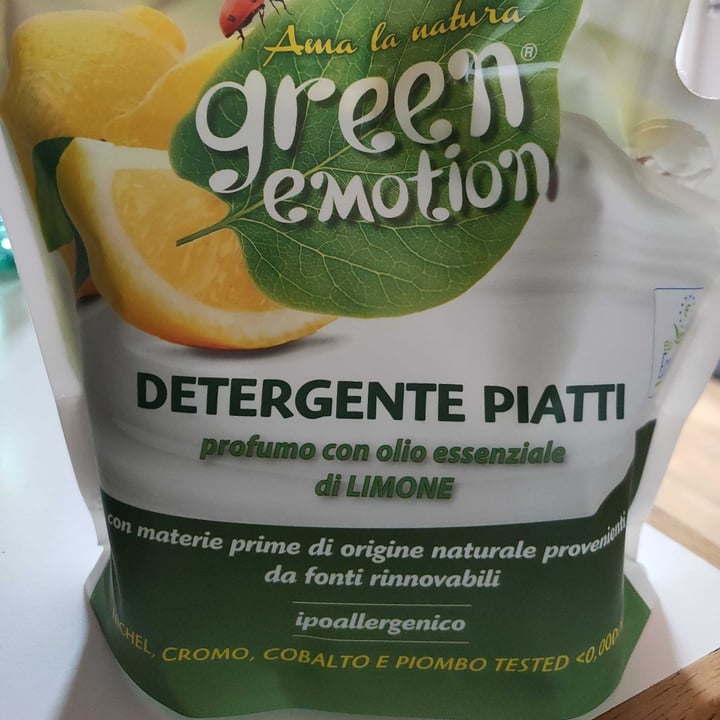 Ama la natura
green®
emotion
DETERGENTE PIATTI
profumo con olio essenziale
di LIMONE
con materie prime di origine naturale provenienti
da fonti rinnovabili
ipoallergenico
NICHEL, CROMO, COBALTO E PIOMBO TESTED